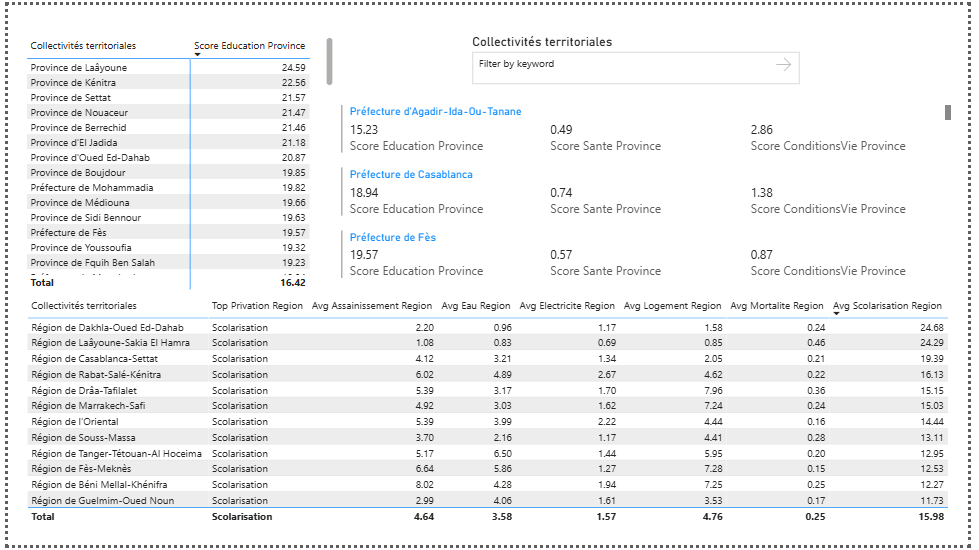 Collectivités territoriales Score Education Province
Province de Laâyoune 24.59
Province de Kénitra 22.56
Province de Settat 21.57
Province de Nouaceur 21.47
Province de Berrechid 21.46
Province d'El Jadida 21.18
Province d'Oued Ed-Dahab 20.87
Province de Boujdour 19.85
Préfecture de Mohammadia 19.82
Province de Médiouna 19.66
Province de Sidi Bennour 19.63
Préfecture de Fès 19.57
Province de Youssoufia 19.32
Province de Fquih Ben Salah 19.23
Total 16.42
Collectivités territoriales
Filter by keyword
Préfecture d'Agadir-Ida-Ou-Tanane
15.23 0.49 2.86
Score Education Province Score Sante Province Score ConditionsVie Province
Préfecture de Casablanca
18.94 0.74 1.38
Score Education Province Score Sante Province Score ConditionsVie Province
Préfecture de Fès
19.57 0.57 0.87
Score Education Province Score Sante Province Score ConditionsVie Province
Collectivités territoriales Top Privation Region Avg Assainissement Region Avg Eau Region Avg Electricite Region Avg Logement Region Avg Mortalite Region Avg Scolarisation Region
Région de Dakhla-Oued Ed-Dahab Scolarisation 2.20 0.96 1.17 1.58 0.24 24.68
Région de Laâyoune-Sakia El Hamra Scolarisation 1.08 0.83 0.69 0.85 0.46 24.29
Région de Casablanca-Settat Scolarisation 4.12 3.21 1.34 2.05 0.21 19.39
Région de Rabat-Salé-Kénitra Scolarisation 6.02 4.89 2.67 4.62 0.22 16.13
Région de Drâa-Tafilalet Scolarisation 5.39 3.17 1.70 7.96 0.36 15.15
Région de Marrakech-Safi Scolarisation 4.92 3.03 1.62 7.24 0.24 15.03
Région de l'Oriental Scolarisation 5.39 3.99 2.22 4.44 0.16 14.44
Région de Souss-Massa Scolarisation 3.70 2.16 1.17 4.41 0.28 13.11
Région de Tanger-Tétouan-Al Hoceima Scolarisation 5.17 6.50 1.44 5.95 0.20 12.95
Région de Fès-Meknès Scolarisation 6.64 5.86 1.27 7.28 0.15 12.53
Région de Béni Mellal-Khénifra Scolarisation 8.02 4.28 1.94 7.25 0.25 12.27
Région de Guelmim-Oued Noun Scolarisation 2.99 4.06 1.61 3.53 0.17 11.73
Total Scolarisation 4.64 3.58 1.57 4.76 0.25 15.98